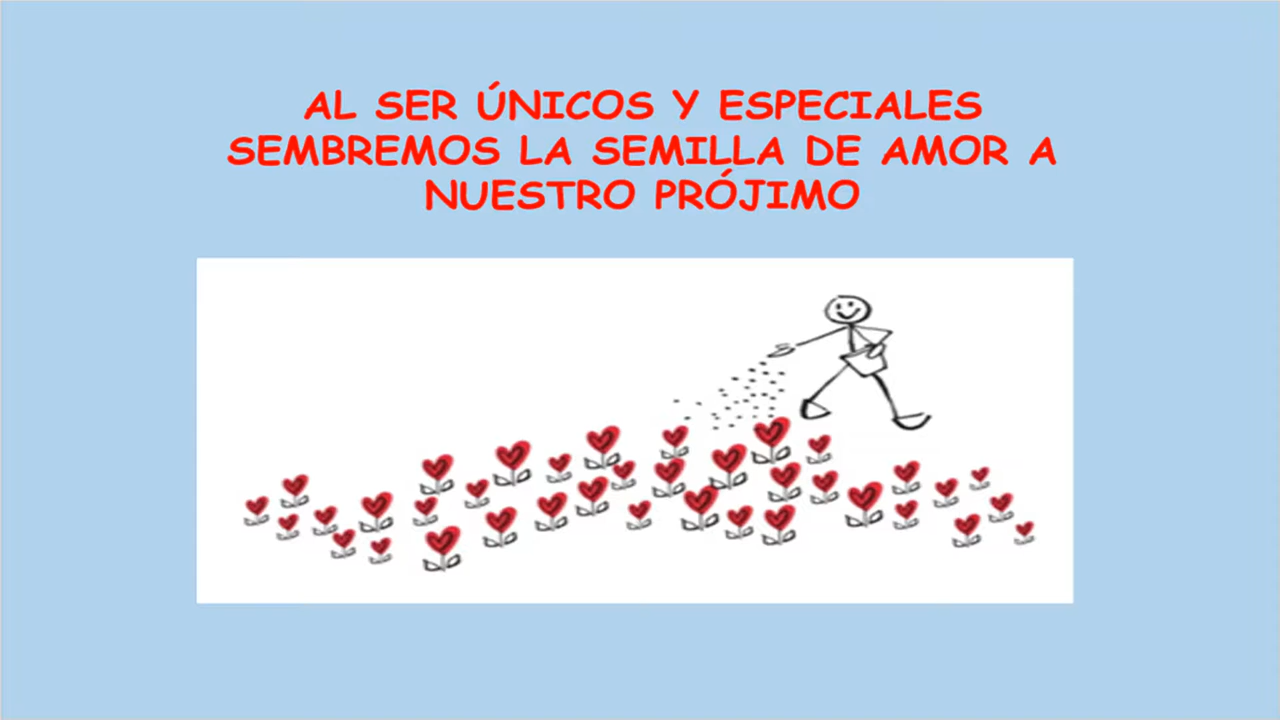 AL SER ÚNICOS Y ESPECIALES
SEMBREMOS LA SEMILLA DE AMOR A
NUESTRO PRÓJIMO